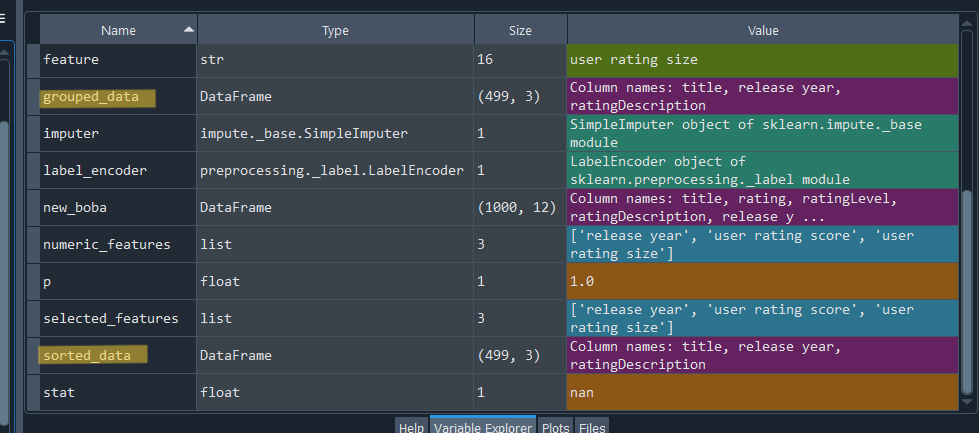 Name Type Size Value
feature str 16 user rating size
grouped_data DataFrame (499, 3) Column names: title, release year,
ratingDescription
imputer impute._base.SimpleImputer 1 SimpleImputer object of sklearn.impute._base
module
label_encoder preprocessing._label.LabelEncoder 1 LabelEncoder object of
sklearn.preprocessing._label module
new_boba DataFrame (1000, 12) Column names: title, rating, ratingLevel,
ratingDescription, release y ...
numeric_features list 3 ['release year', 'user rating score', 'user
rating size']
p float 1 1.0
selected_features list 3 ['release year', 'user rating score', 'user
rating size']
sorted_data DataFrame (499, 3) Column names: title, release year,
ratingDescription
stat float 1 nan
Help Variable Explorer Plots Files